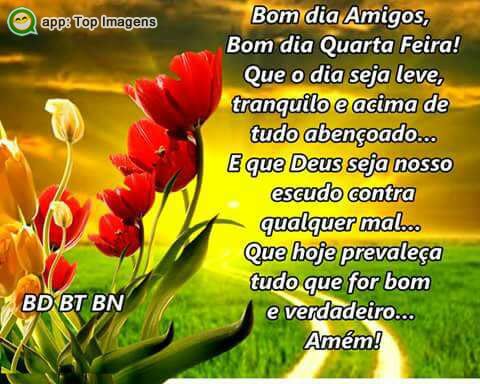 app: Top Imagens
Bom dia Amigos,
Bom dia Quarta Feira!
Que o dia seja leve,
tranquilo e acima de
tudo abençoado...
E que Deus seja nosso
escudo contra
qualquer mal...
Que hoje prevaleça
tudo que for bom
e verdadeiro...
Amém!
BD BT BN